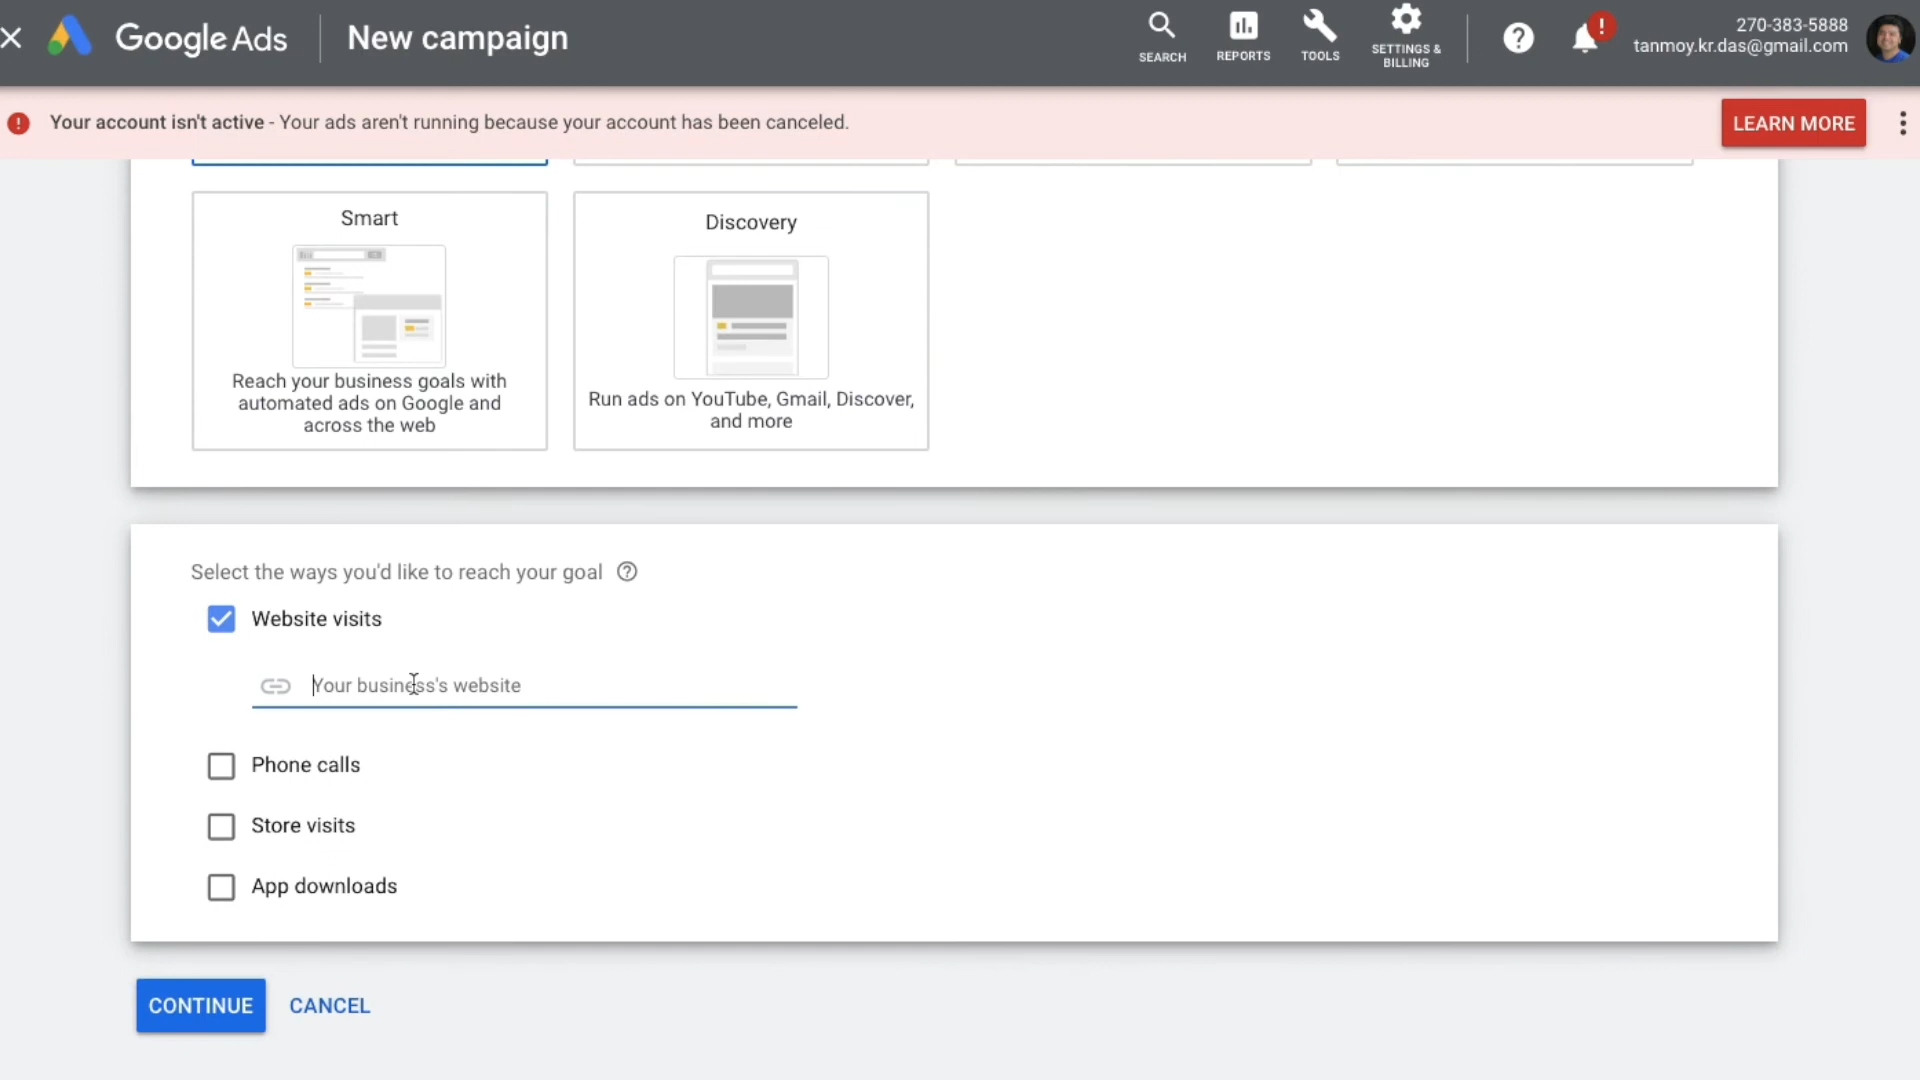 Google Ads
New campaign
SEARCH
REPORTS
TOOLS
SETTINGS &
BILLING
270-383-5888
tanmoy.kr.das@gmail.com
Your account isn't active - Your ads aren't running because your account has been canceled.
LEARN MORE
Smart
Reach your business goals with
automated ads on Google and
across the web
Discovery
Run ads on YouTube, Gmail, Discover,
and more
Select the ways you'd like to reach your goal
Website visits
Your business's website
Phone calls
Store visits
App downloads
CONTINUE
CANCEL